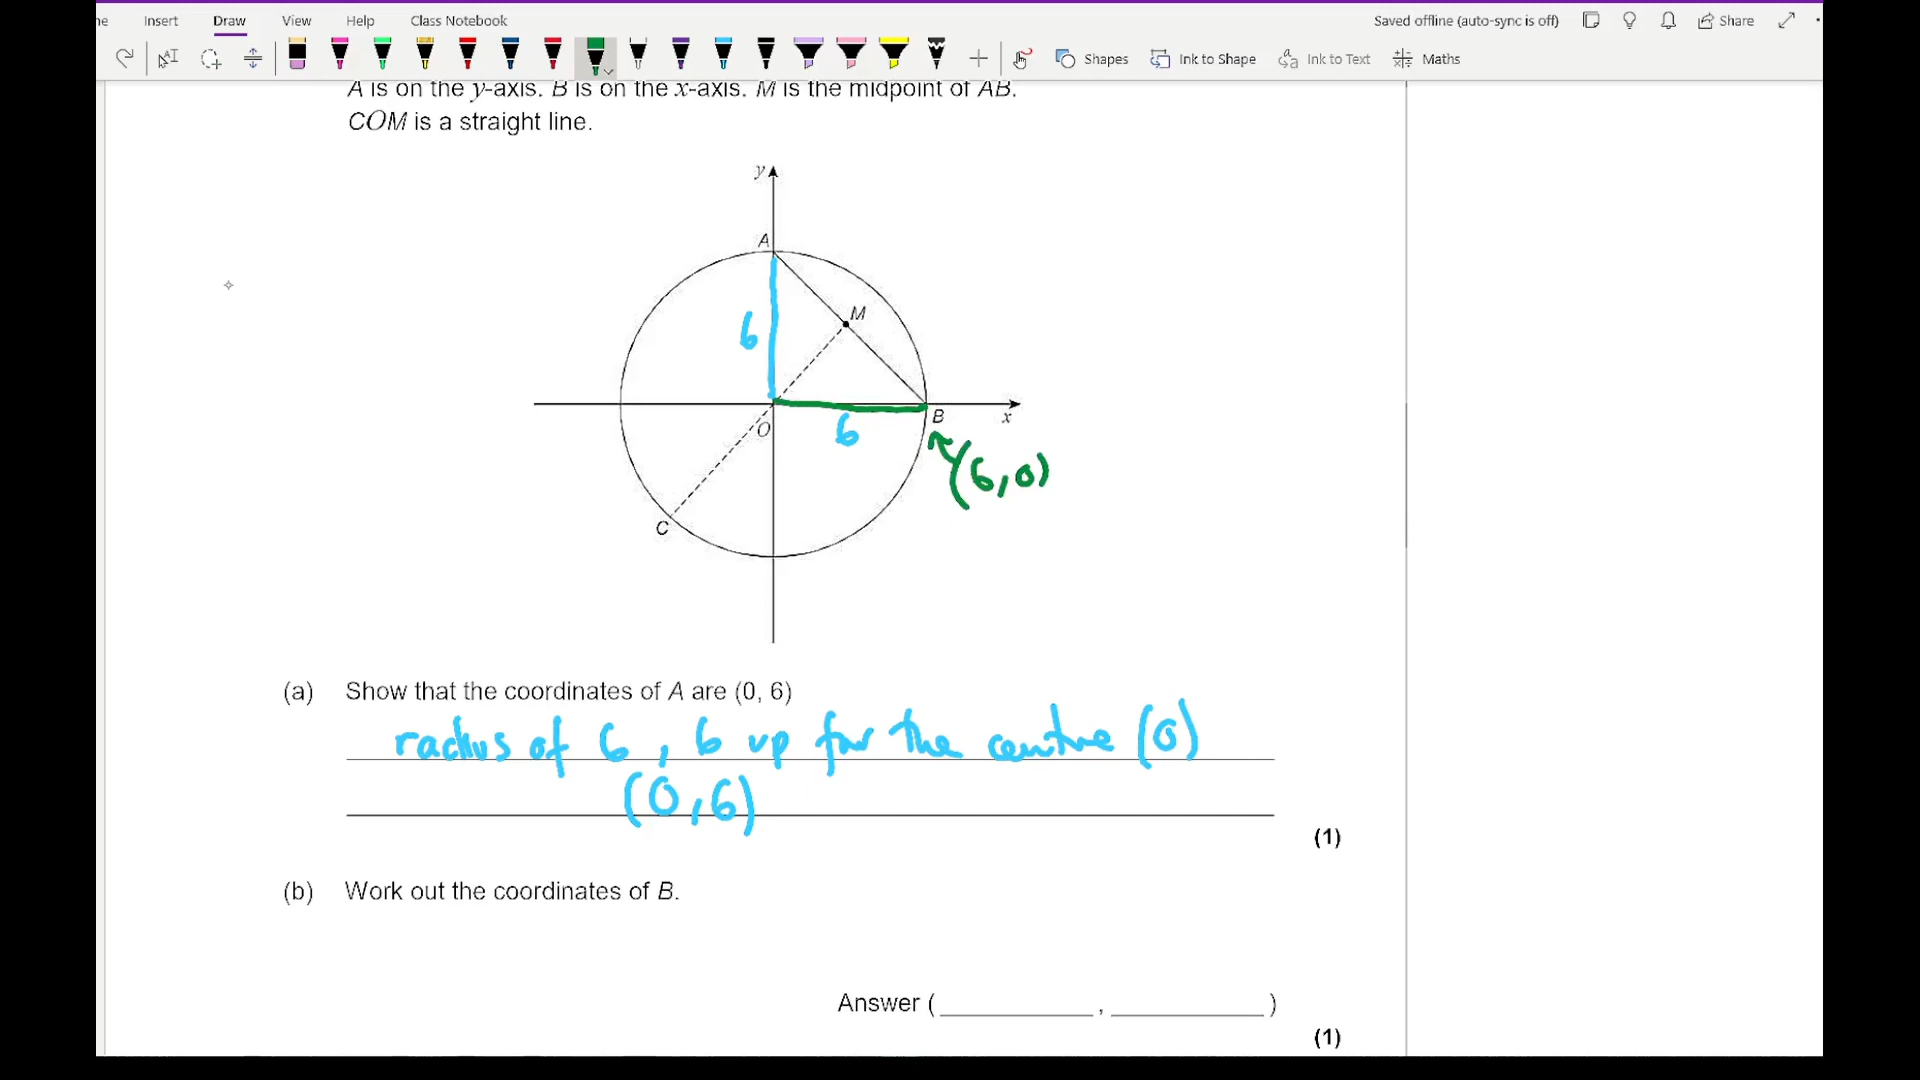 Insert Draw View Help Class Notebook Saved offline (auto-sync is off) Share
Shapes Ink to Shape Ink to Text Maths
A is on the y-axis. B is on the x-axis. M is the midpoint of AB.
COM is a straight line.
y
A
M
6
B
x
O
6
(6,0)
C
(a) Show that the coordinates of A are (0, 6)
radius of 6, 6 up for the centre (0)
(0,6)
(1)
(b) Work out the coordinates of B.
Answer ( , )
(1)